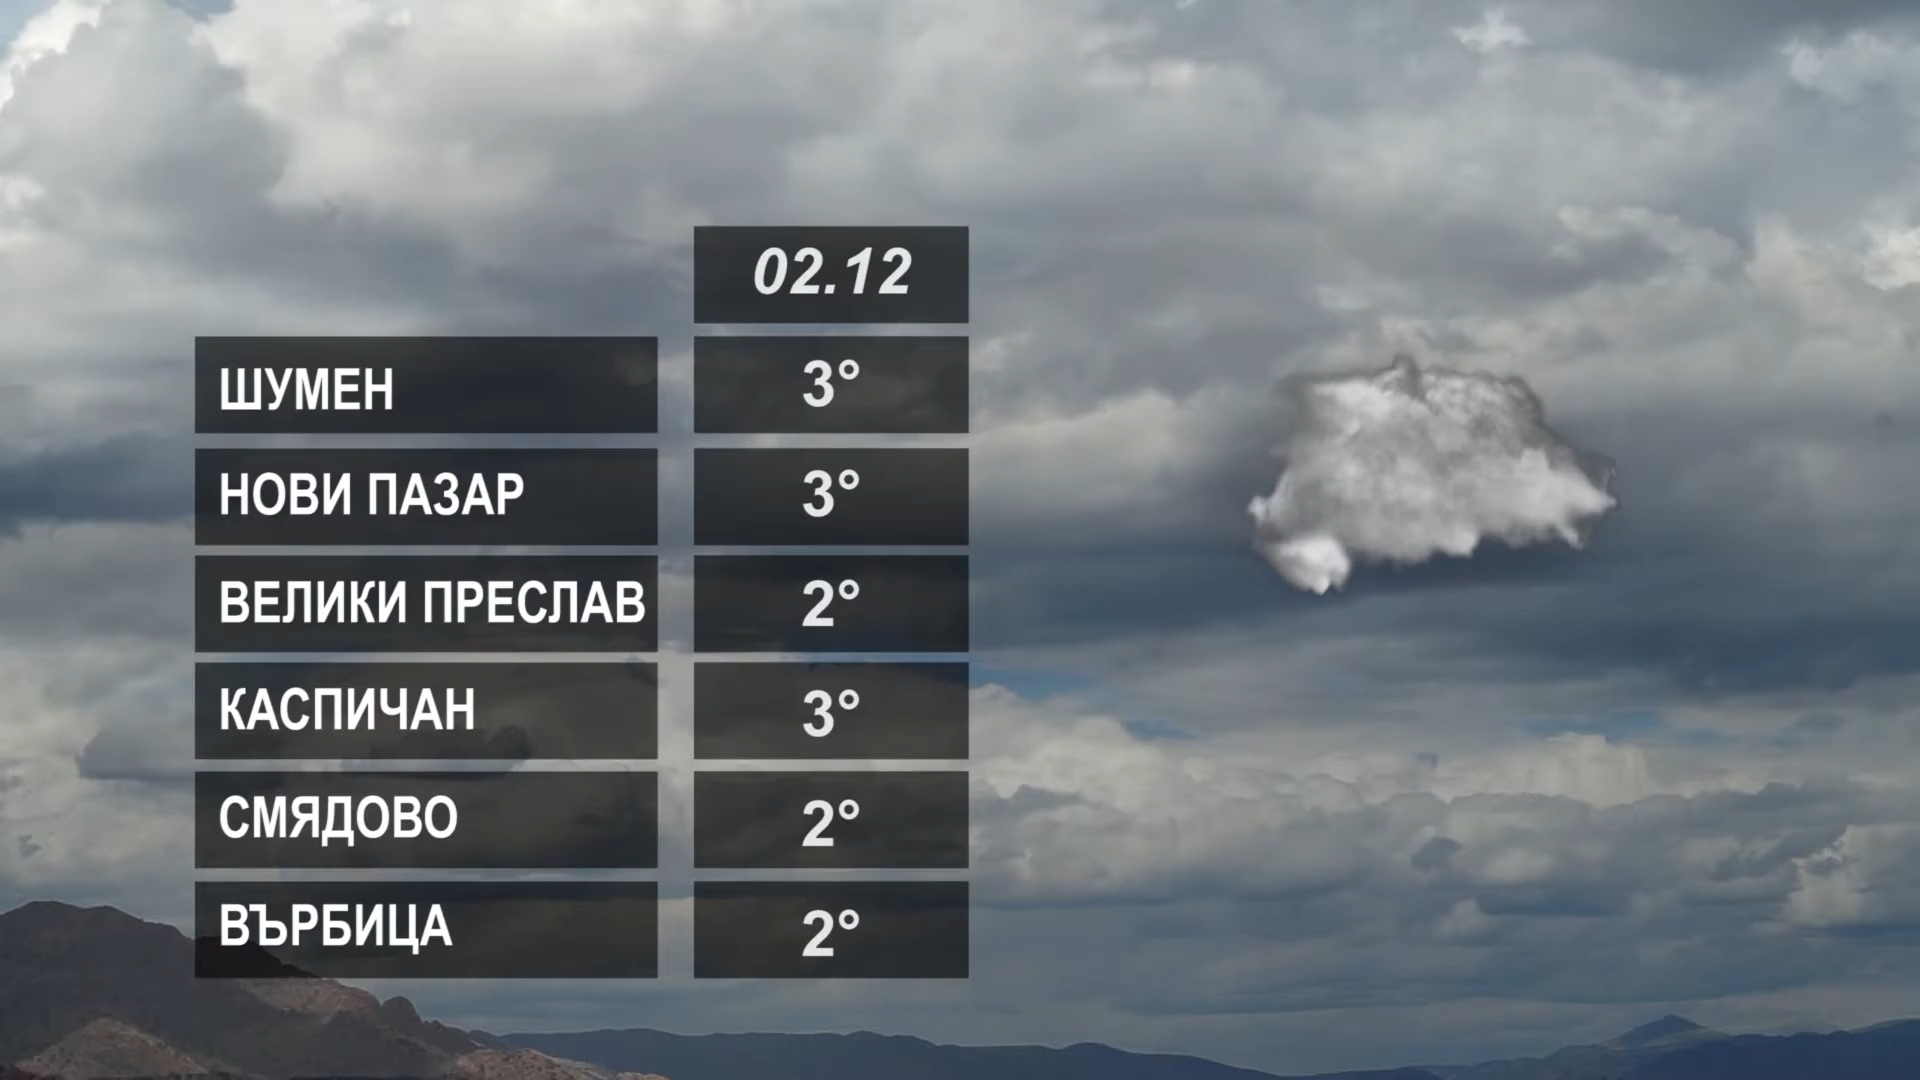 02.12
ШУМЕН 3°
НОВИ ПАЗАР 3°
ВЕЛИКИ ПРЕСЛАВ 2°
КАСПИЧАН 3°
СМЯДОВО 2°
ВЪРБИЦА 2°